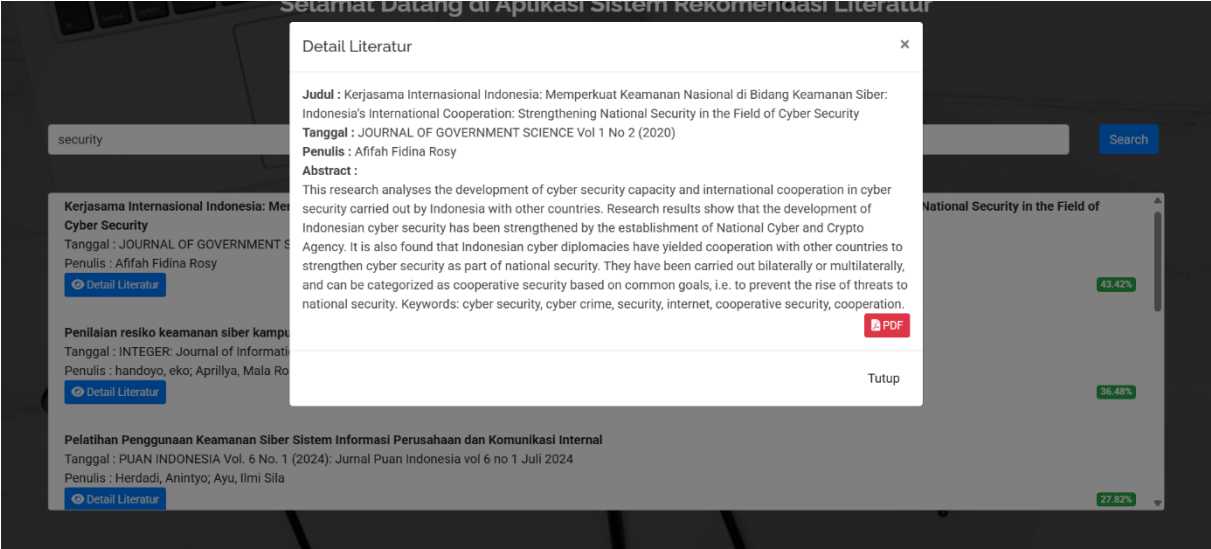 Selamat Datang di Aplikasi Sistem Rekomendasi Literatur
Detail Literatur
×
Judul : Kerjasama Internasional Indonesia: Memperkuat Keamanan Nasional di Bidang Keamanan Siber:
Indonesia's International Cooperation: Strengthening National Security in the Field of Cyber Security
Tanggal : JOURNAL OF GOVERNMENT SCIENCE Vol 1 No 2 (2020)
Penulis : Afifah Fidina Rosy
Abstract :
This research analyses the development of cyber security capacity and international cooperation in cyber
security carried out by Indonesia with other countries. Research results show that the development of
Indonesian cyber security has been strengthened by the establishment of National Cyber and Crypto
Agency. It is also found that Indonesian cyber diplomacies have yielded cooperation with other countries to
strengthen cyber security as part of national security. They have been carried out bilaterally or multilaterally,
and can be categorized as cooperative security based on common goals, i.e. to prevent the rise of threats to
national security. Keywords: cyber security, cyber crime, security, internet, cooperative security, cooperation.
PDF
Tutup
security
Search
Kerjasama Internasional Indonesia: Mem National Security in the Field of
Cyber Security
Tanggal : JOURNAL OF GOVERNMENT S
Penulis : Afifah Fidina Rosy
Detail Literatur 43.42%
Penilaian resiko keamanan siber kampu
Tanggal : INTEGER: Journal of Informati
Penulis : handoyo, eko; Aprillya, Mala Ro
Detail Literatur 36.48%
Pelatihan Penggunaan Keamanan Siber Sistem Informasi Perusahaan dan Komunikasi Internal
Tanggal : PUAN INDONESIA Vol. 6 No. 1 (2024): Jurnal Puan Indonesia vol 6 no 1 Juli 2024
Penulis : Herdadi, Anintyo; Ayu, Ilmi Sila
Detail Literatur 27.82%